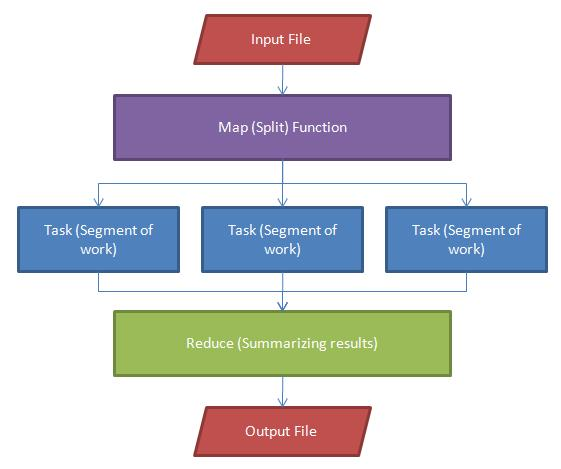 Input File
Map (Split) Function
Task (Segment of
work)
Task (Segment of
work)
Task (Segment of
work)
Reduce (Summarizing results)
Output File